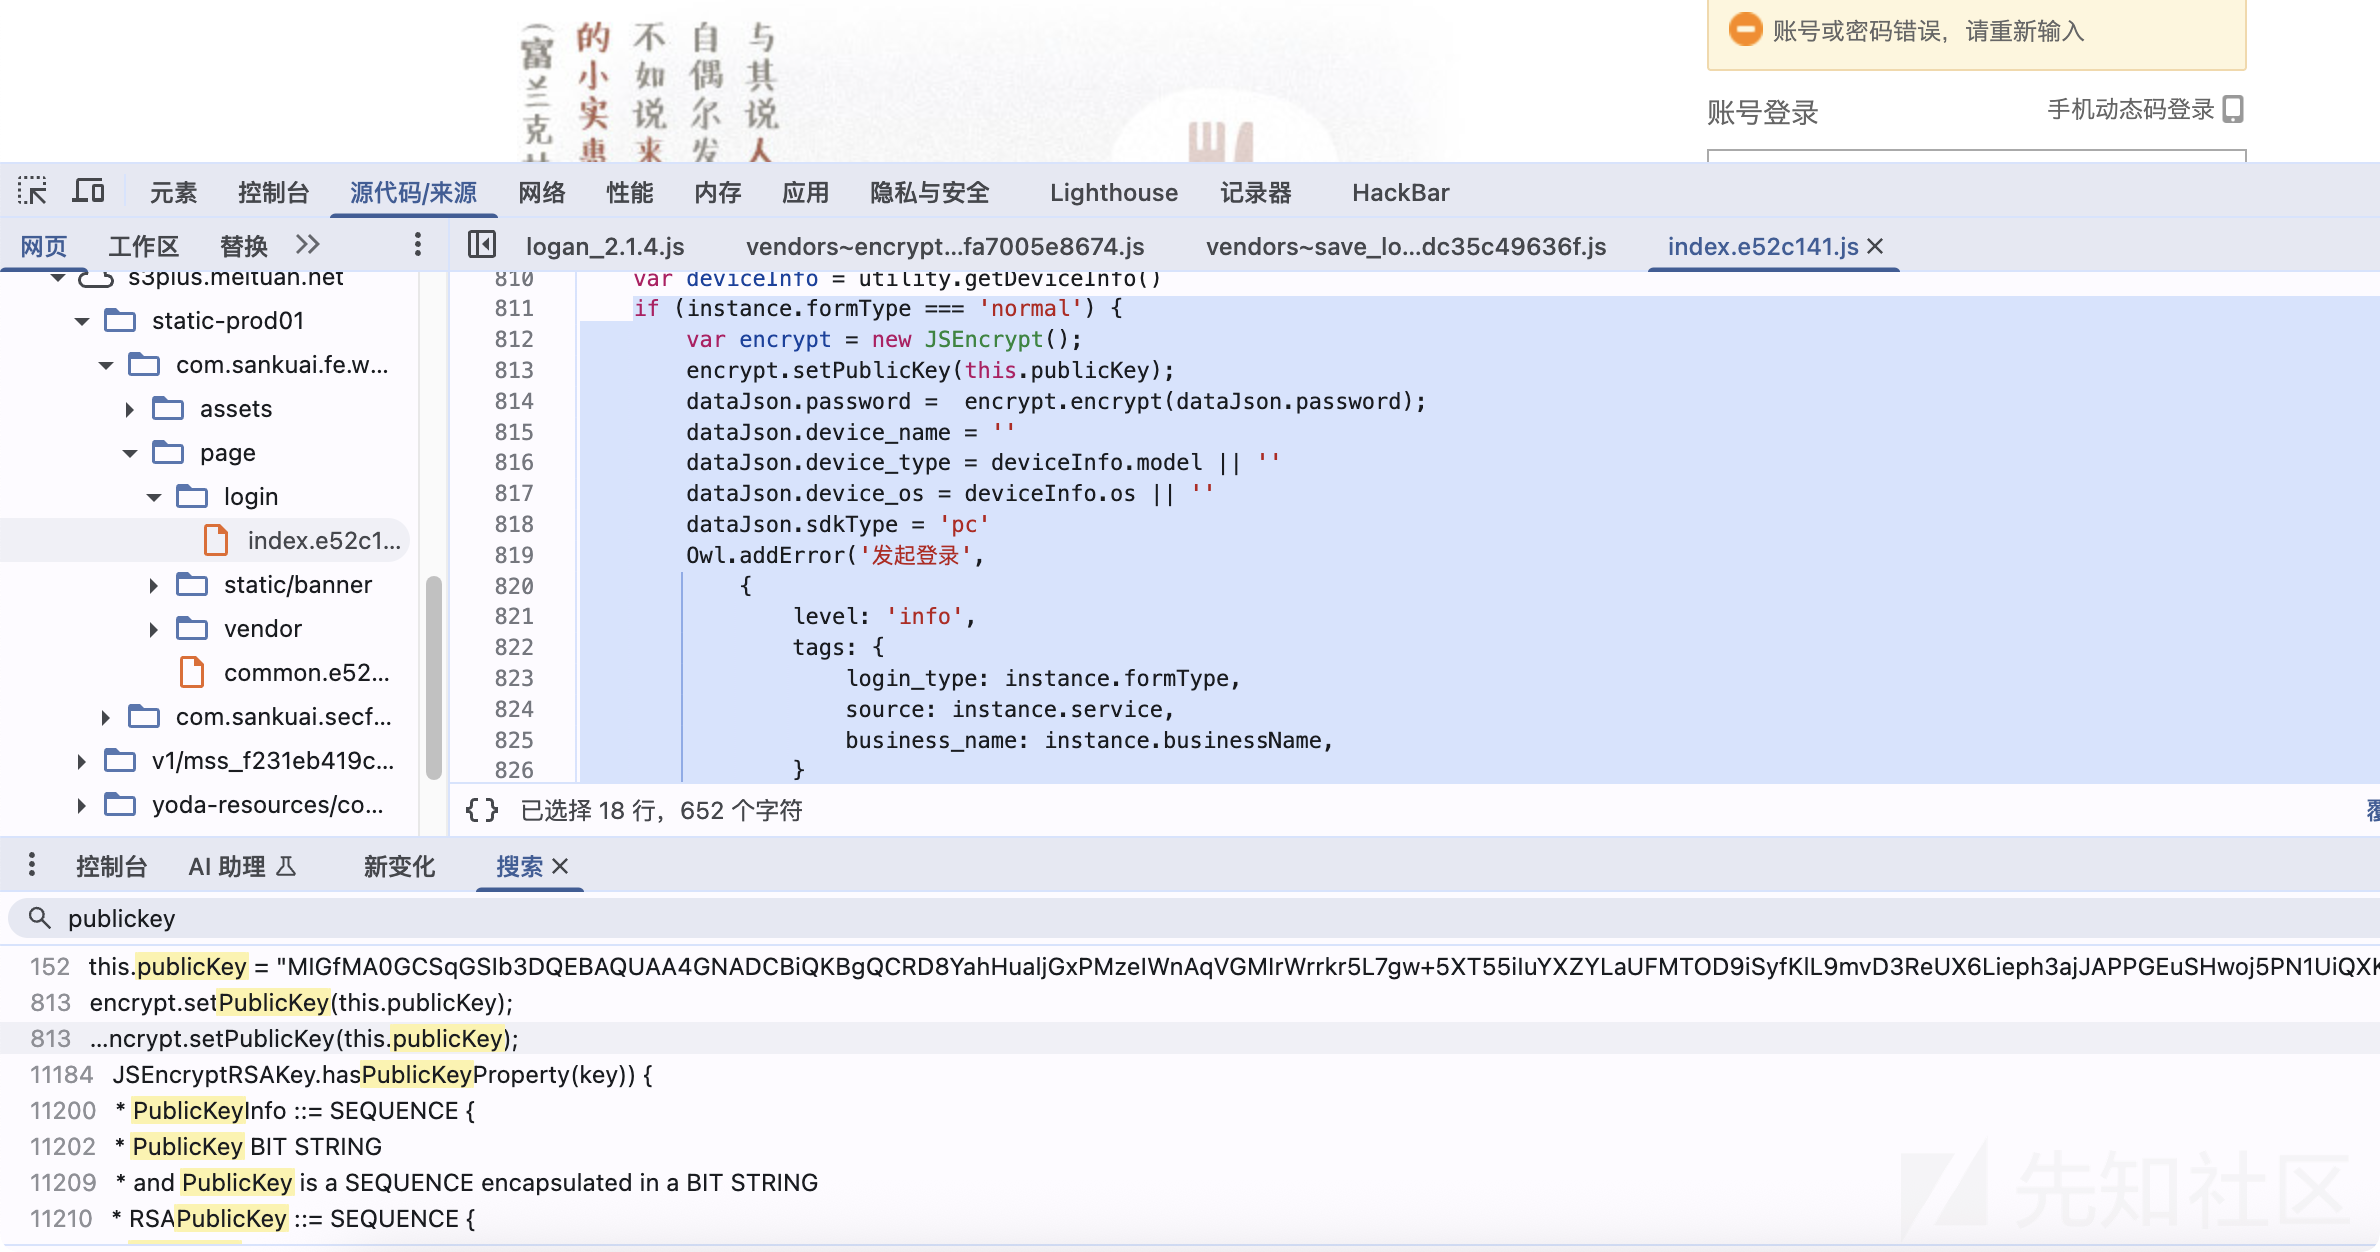 与其说人
自偶尔发
不如说来
的小实惠
(富兰克
账号或密码错误，请重新输入
账号登录
手机动态码登录
元素 控制台 源代码/来源 网络 性能 内存 应用 隐私与安全 Lighthouse 记录器 HackBar
网页 工作区 替换
logan_2.1.4.js vendors~encrypt...fa7005e8674.js vendors~save_lo...dc35c49636f.js index.e52c141.js
s3plus.meituan.net
static-prod01
com.sankuai.fe.w...
assets
page
login
index.e52c1...
static/banner
vendor
common.e52...
com.sankuai.secf...
v1/mss_f231eb419c...
yoda-resources/co...
810 var deviceInfo = utility.getDeviceInfo()
811 if (instance.formType === 'normal') {
812 var encrypt = new JSEncrypt();
813 encrypt.setPublicKey(this.publicKey);
814 dataJson.password =  encrypt.encrypt(dataJson.password);
815 dataJson.device_name = ''
816 dataJson.device_type = deviceInfo.model || ''
817 dataJson.device_os = deviceInfo.os || ''
818 dataJson.sdkType = 'pc'
819 Owl.addError('发起登录',
820 {
821 level: 'info',
822 tags: {
823 login_type: instance.formType,
824 source: instance.service,
825 business_name: instance.businessName,
826 }
{} 已选择 18 行，652 个字符
控制台 AI 助理 新变化 搜索
publickey
152 this.publicKey = "MIGfMA0GCSqGSIb3DQEBAQUAA4GNADCBiQKBgQCRD8YahHualjGxPMzeIWnAqVGMIrWrrkr5L7gw+5XT55iIuYXZYLaUFMTOD9iSyfKlL9mvD3ReUX6Lieph3ajJAPPGEuSHwoj5PN1UiQXK
813 encrypt.setPublicKey(this.publicKey);
813 ...ncrypt.setPublicKey(this.publicKey);
11184 JSEncryptRSAKey.hasPublicKeyProperty(key)) {
11200 * PublicKeyInfo ::= SEQUENCE {
11202 * PublicKey BIT STRING
11209 * and PublicKey is a SEQUENCE encapsulated in a BIT STRING
11210 * RSAPublicKey ::= SEQUENCE {
先知社区